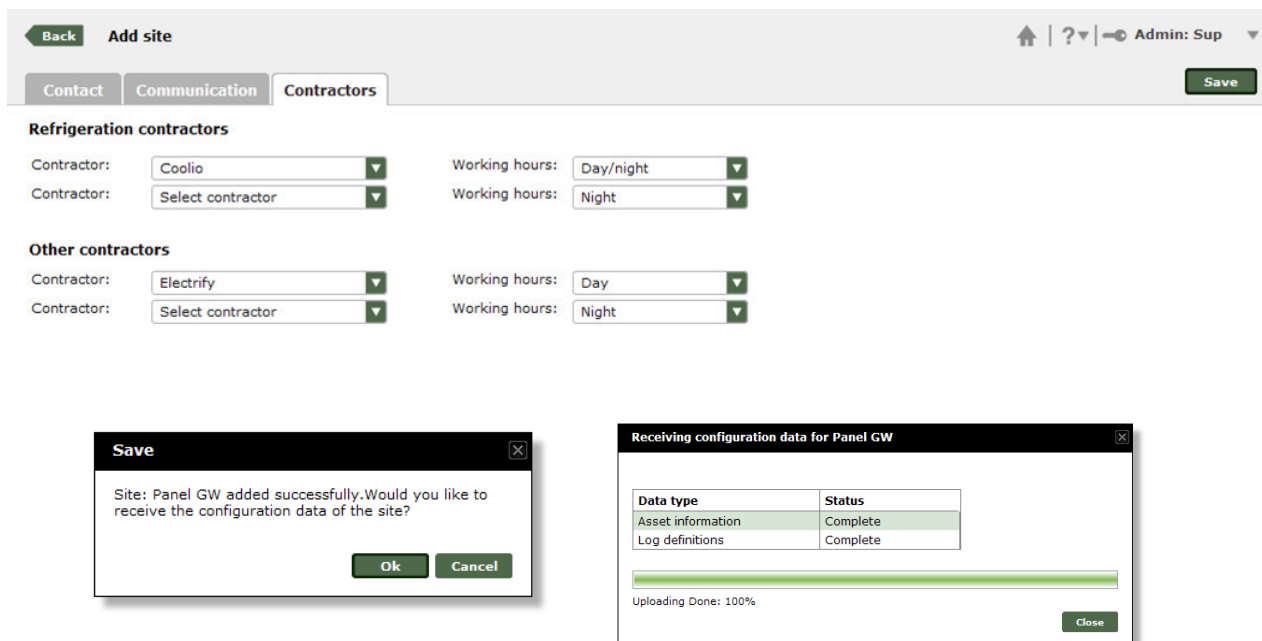 Back Add site ? Admin: Sup
Contact Communication Contractors Save
Refrigeration contractors
Contractor: Coolio Working hours: Day/night
Contractor: Select contractor Working hours: Night
Other contractors
Contractor: Electrify Working hours: Day
Contractor: Select contractor Working hours: Night
Save
Site: Panel GW added successfully.Would you like to
receive the configuration data of the site?
Ok Cancel
Receiving configuration data for Panel GW
Data type Status
Asset information Complete
Log definitions Complete
Uploading Done: 100%
Close